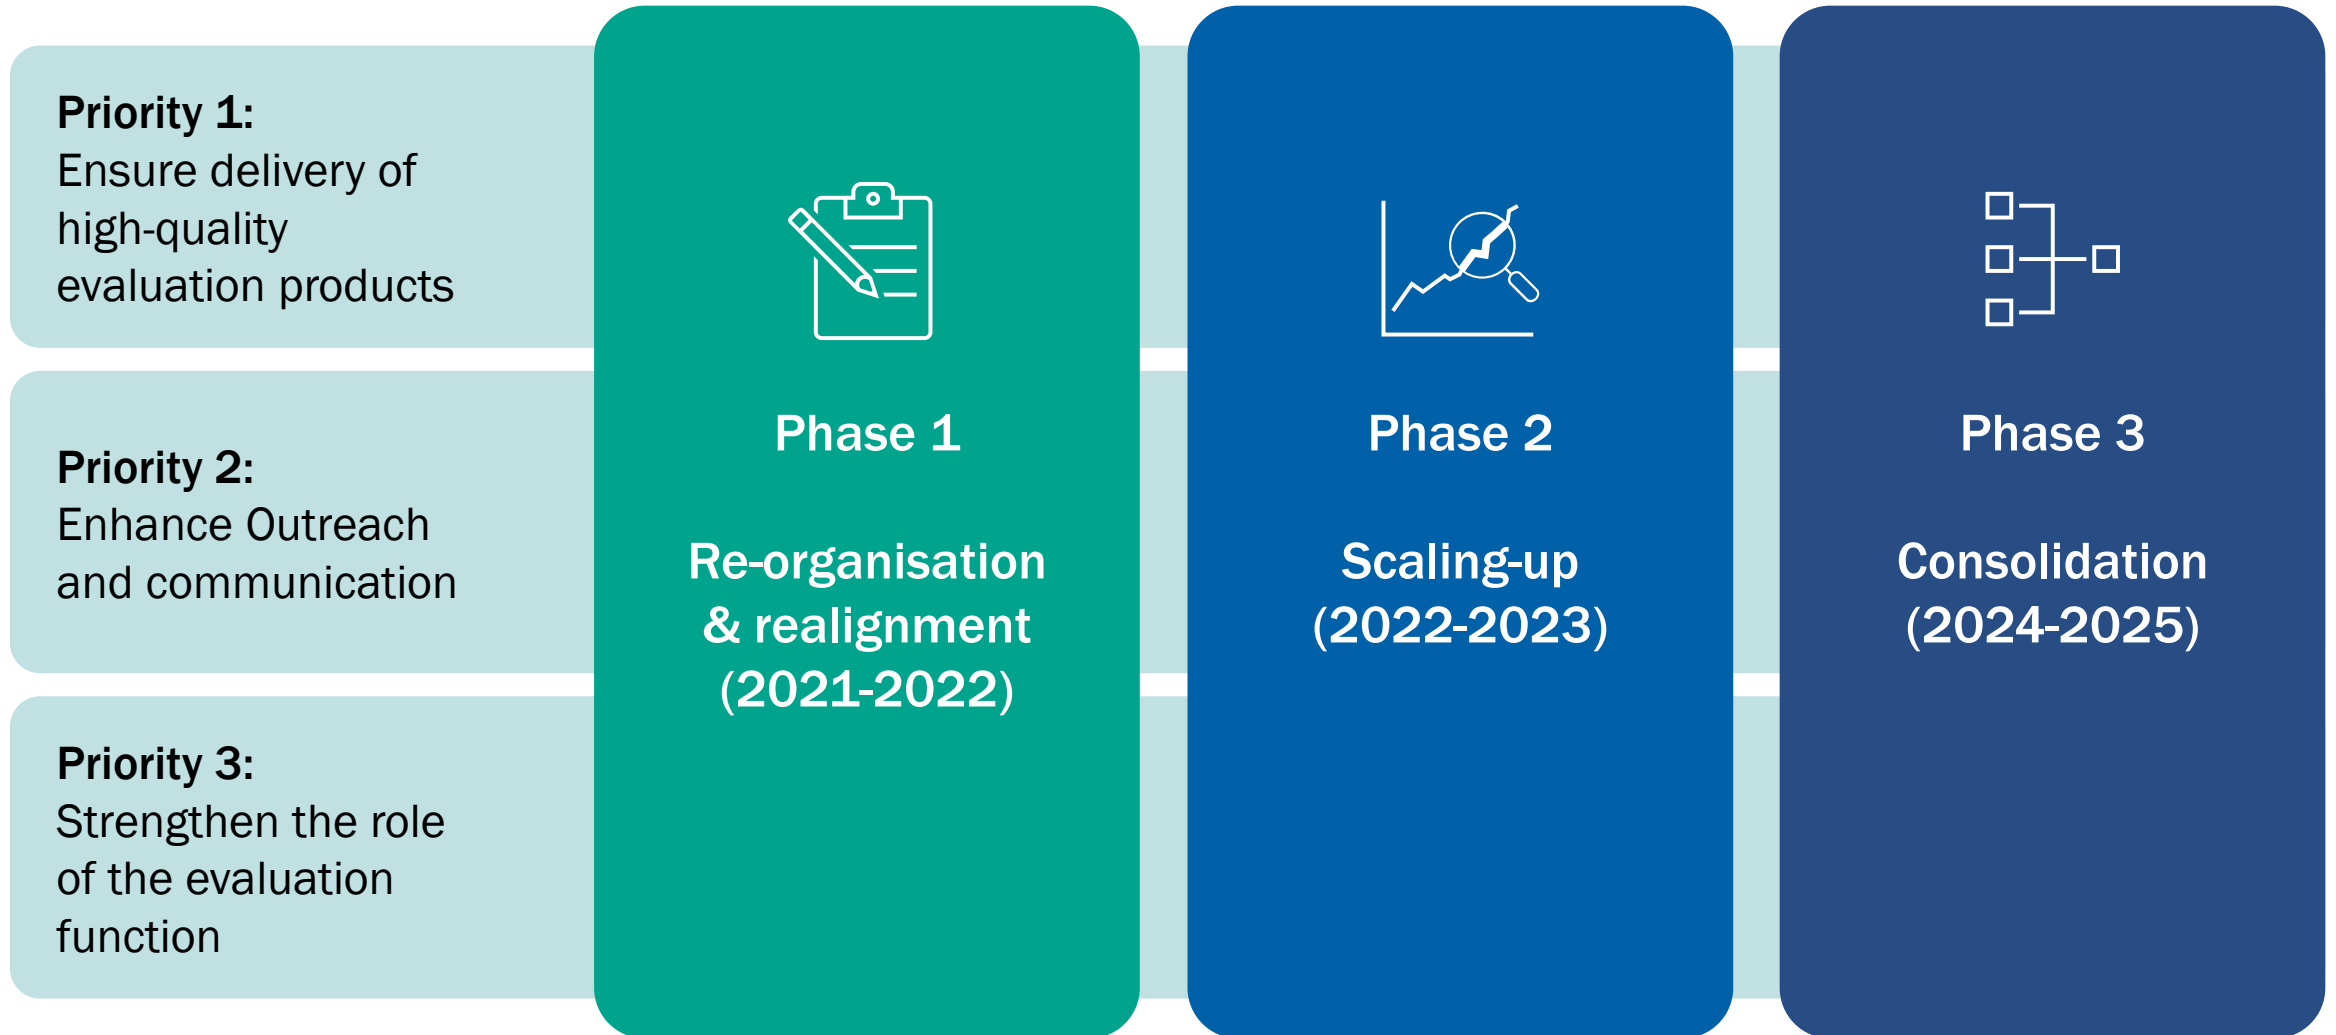 Priority 1:
Ensure delivery of
high-quality
evaluation products
Priority 2:
Enhance Outreach
and communication
Priority 3:
Strengthen the role
of the evaluation
function
Phase 1
Re-organisation
& realignment
(2021-2022)
Phase 2
Scaling-up
(2022-2023)
Phase 3
Consolidation
(2024-2025)